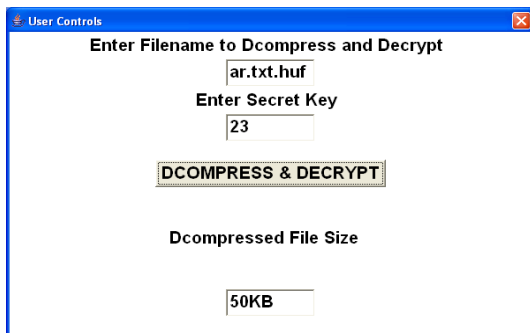 User Controls
Enter Filename to Dcompress and Decrypt
ar.txt.huf
Enter Secret Key
23
DCOMPRESS & DECRYPT
Dcompressed File Size
50KB